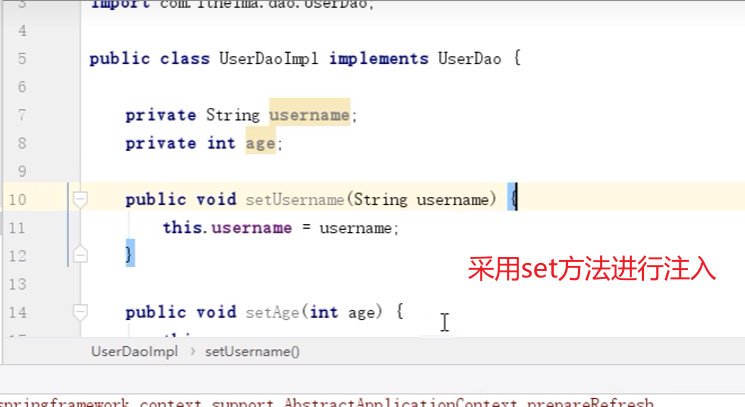 3 import com.itheima.dao.UserDao;
4
5 public class UserDaoImpl implements UserDao {
6
7 private String username;
8 private int age;
9
10 public void setUsername(String username) {
11 this.username = username;
12 }
13
采用set方法进行注入
14 public void setAge(int age) {
UserDaoImpl › setUsername()
springframework.context.support.AbstractApplicationContext prepareRefresh